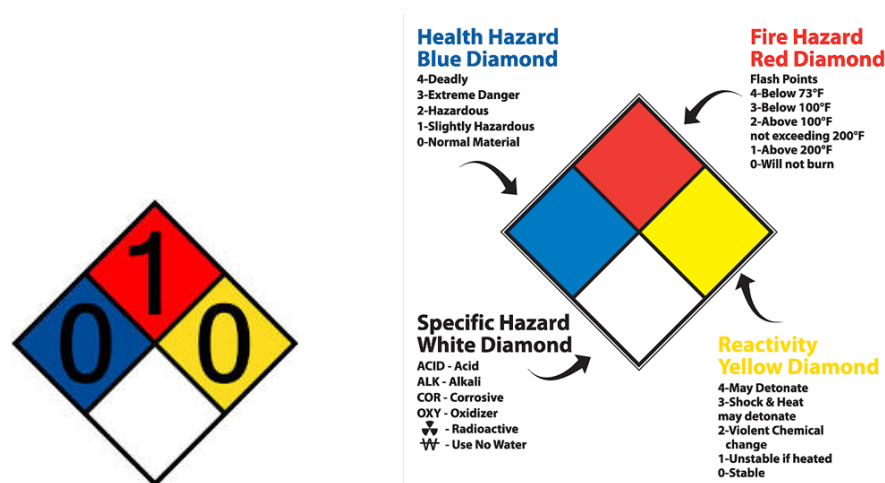 1
0 0
Health Hazard
Blue Diamond
4-Deadly
3-Extreme Danger
2-Hazardous
1-Slightly Hazardous
0-Normal Material
Fire Hazard
Red Diamond
Flash Points
4-Below 73°F
3-Below 100°F
2-Above 100°F
not exceeding 200°F
1-Above 200°F
0-Will not burn
Specific Hazard
White Diamond
ACID - Acid
ALK - Alkali
COR - Corrosive
OXY - Oxidizer
- Radioactive
W - Use No Water
Reactivity
Yellow Diamond
4-May Detonate
3-Shock & Heat
may detonate
2-Violent Chemical
change
1-Unstable if heated
0-Stable